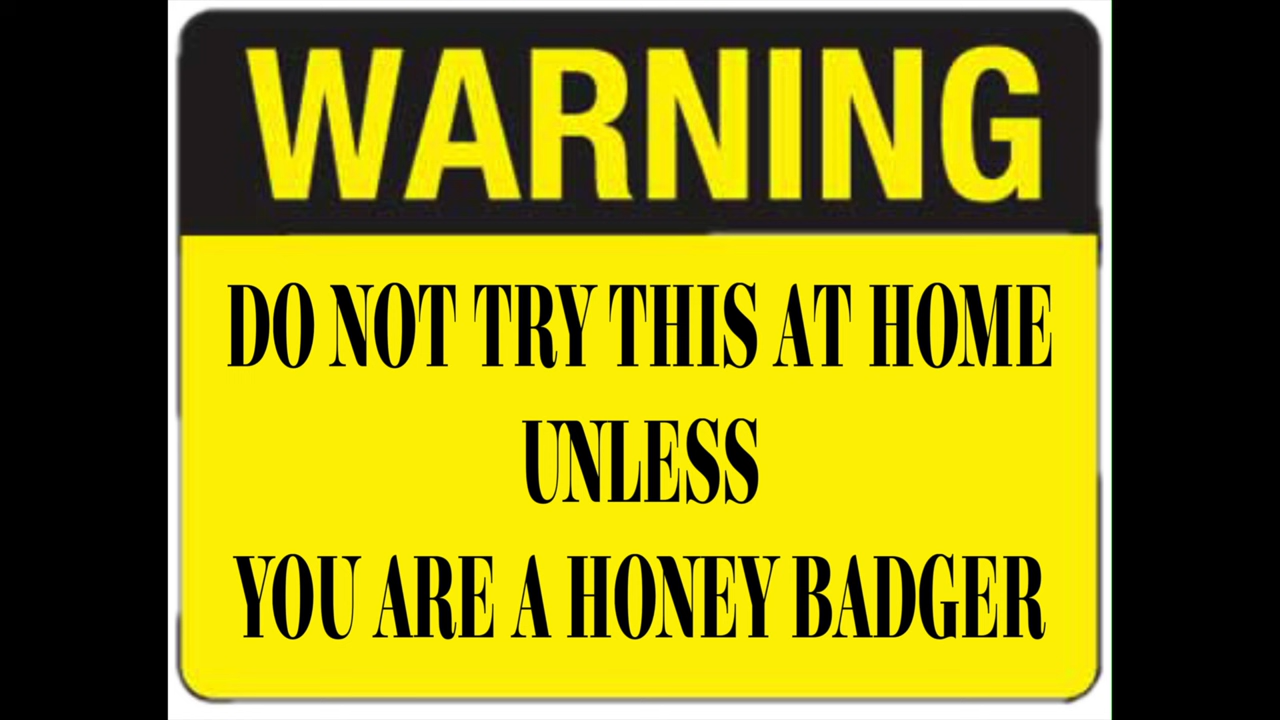 WARNING
DO NOT TRY THIS AT HOME
UNLESS
YOU ARE A HONEY BADGER